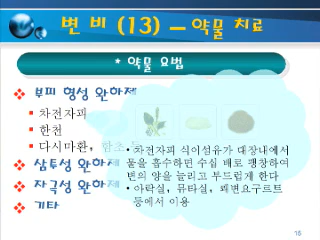 변 비 (13) – 약물 치료
* 약물 요법
❖ 부피 형성 완하제
▪ 차전자피
▪ 한천
▪ 다시마환, 함초
• 차전자피 식이섬유가 대장내에서
물을 흡수하면 수십 배로 팽창하여
변의 양을 늘리고 부드럽게 한다
• 아락실, 뮤타실, 쾌변요구르트
등에서 이용
❖ 삼투성 완하제
❖ 자극성 완하제
❖ 기타